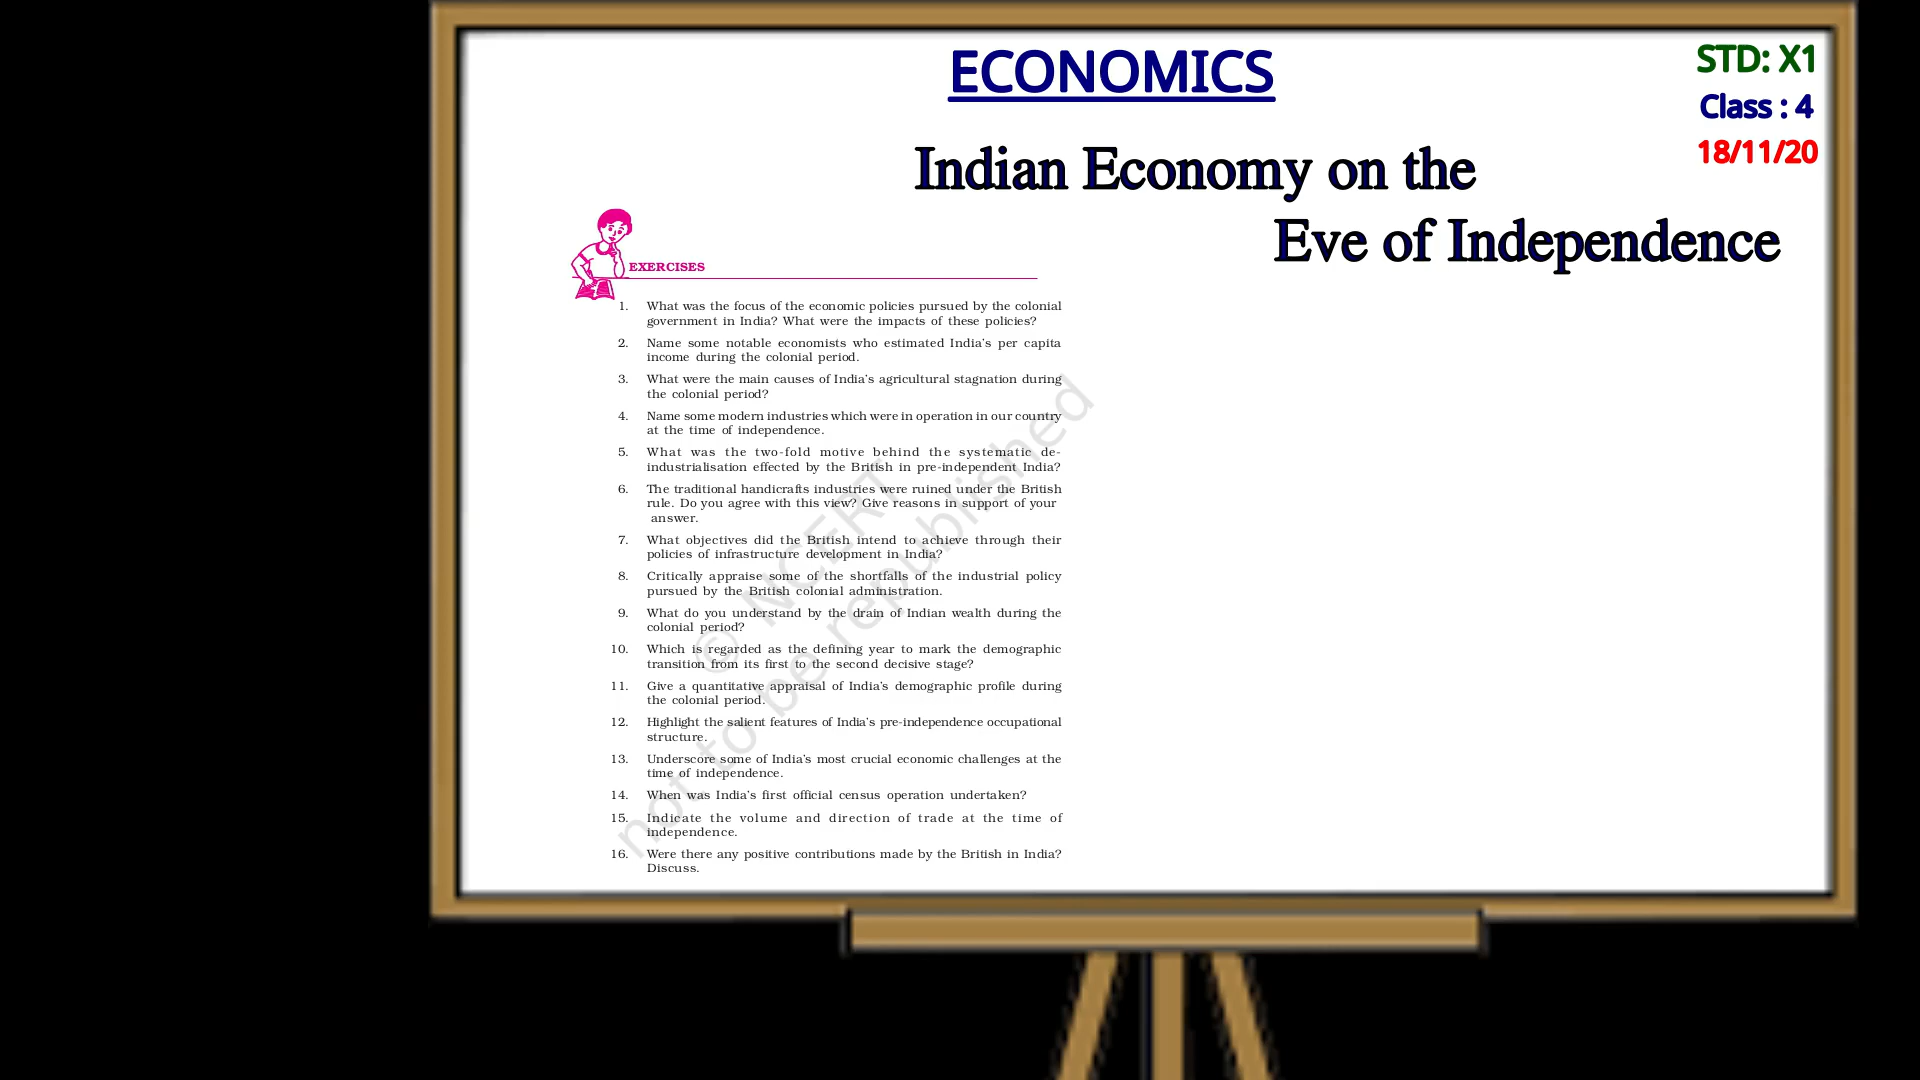 ECONOMICS
STD: X1
Class : 4
18/11/20
Indian Economy on the
Eve of Independence
EXERCISES
1. What was the focus of the economic policies pursued by the colonial
government in India? What were the impacts of these policies?
2. Name some notable economists who estimated India's per capita
income during the colonial period.
3. What were the main causes of India's agricultural stagnation during
the colonial period?
4. Name some modern industries which were in operation in our country
at the time of independence.
5. What was the two-fold motive behind the systematic de-
industrialisation effected by the British in pre-independent India?
6. The traditional handicrafts industries were ruined under the British
rule. Do you agree with this view? Give reasons in support of your
answer.
7. What objectives did the British intend to achieve through their
policies of infrastructure development in India?
8. Critically appraise some of the shortfalls of the industrial policy
pursued by the British colonial administration.
9. What do you understand by the drain of Indian wealth during the
colonial period?
10. Which is regarded as the defining year to mark the demographic
transition from its first to the second decisive stage?
11. Give a quantitative appraisal of India's demographic profile during
the colonial period.
12. Highlight the salient features of India's pre-independence occupational
structure.
13. Underscore some of India's most crucial economic challenges at the
time of independence.
14. When was India's first official census operation undertaken?
15. Indicate the volume and direction of trade at the time of
independence.
16. Were there any positive contributions made by the British in India?
Discuss.
© NCERT
not to be republished